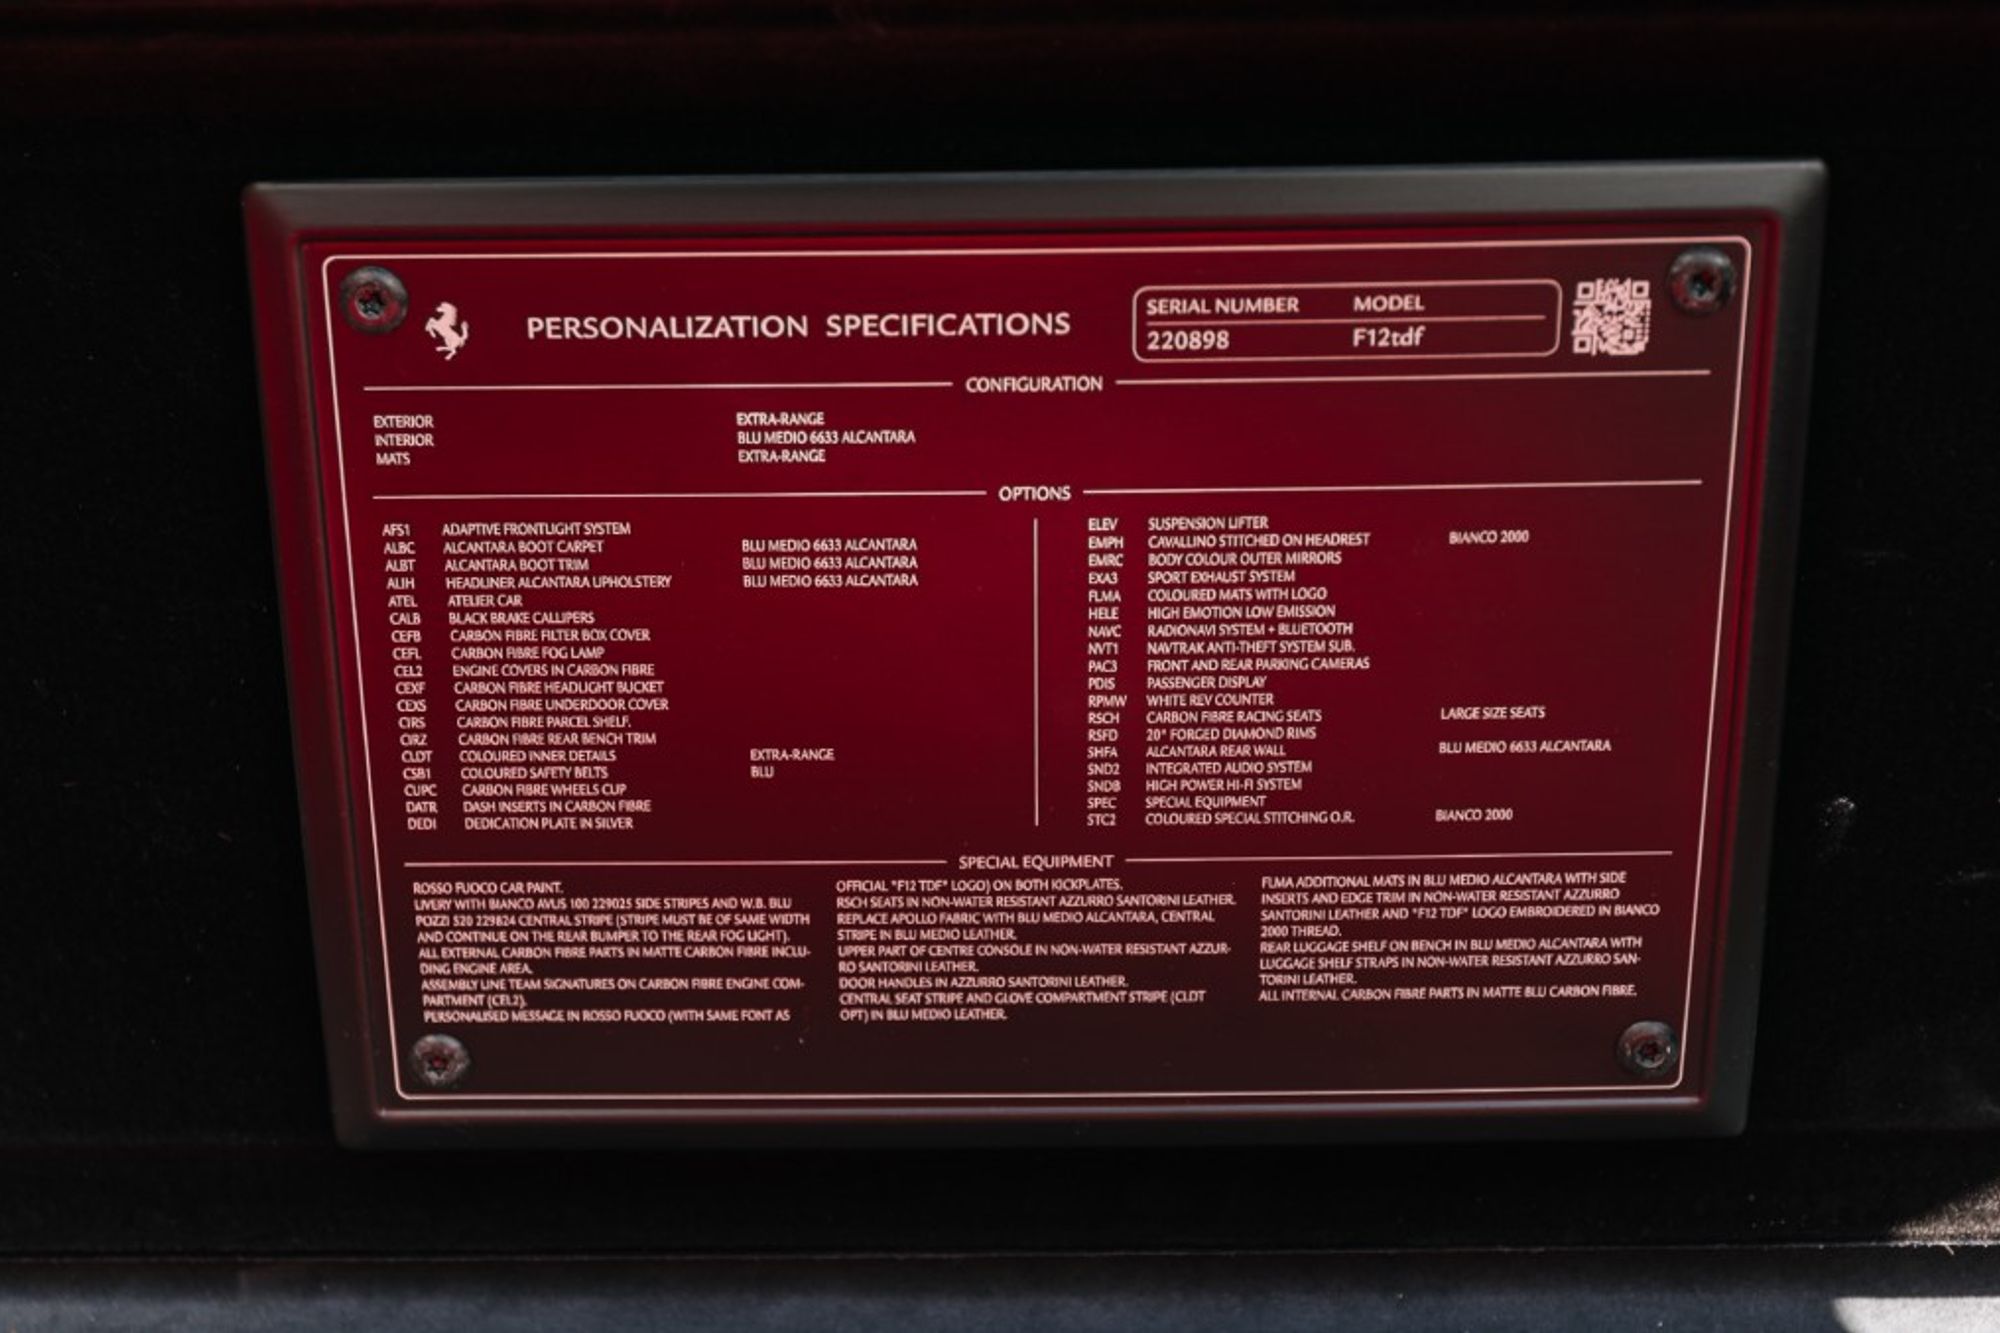 PERSONALIZATION SPECIFICATIONS
SERIAL NUMBER MODEL
220898 F12tdf
CONFIGURATION
EXTERIOR EXTRA-RANGE
INTERIOR BLU MEDIO 6633 ALCANTARA
MATS EXTRA-RANGE
OPTIONS
AFS1 ADAPTIVE FRONTLIGHT SYSTEM
ALBC ALCANTARA BOOT CARPET BLU MEDIO 6633 ALCANTARA
ALBT ALCANTARA BOOT TRIM BLU MEDIO 6633 ALCANTARA
ALIH HEADLINER ALCANTARA UPHOLSTERY BLU MEDIO 6633 ALCANTARA
ATEL ATELIER CAR
CALB BLACK BRAKE CALLIPERS
CEFB CARBON FIBRE FILTER BOX COVER
CEFL CARBON FIBRE FOG LAMP
CEL2 ENGINE COVERS IN CARBON FIBRE
CEXF CARBON FIBRE HEADLIGHT BUCKET
CEXS CARBON FIBRE UNDERDOOR COVER
CIRS CARBON FIBRE PARCEL SHELF.
CIRZ CARBON FIBRE REAR BENCH TRIM
CLDT COLOURED INNER DETAILS EXTRA-RANGE
CSB1 COLOURED SAFETY BELTS BLU
CUPC CARBON FIBRE WHEELS CUP
DATR DASH INSERTS IN CARBON FIBRE
DEDI DEDICATION PLATE IN SILVER
ELEV SUSPENSION LIFTER
EMPH CAVALLINO STITCHED ON HEADREST BIANCO 2000
EMRC BODY COLOUR OUTER MIRRORS
EXA3 SPORT EXHAUST SYSTEM
FLMA COLOURED MATS WITH LOGO
HELE HIGH EMOTION LOW EMISSION
NAVC RADIONAVI SYSTEM + BLUETOOTH
NVT1 NAVTRAK ANTI-THEFT SYSTEM SUB.
PAC3 FRONT AND REAR PARKING CAMERAS
PDIS PASSENGER DISPLAY
RPMW WHITE REV COUNTER
RSCH CARBON FIBRE RACING SEATS LARGE SIZE SEATS
RSFD 20" FORGED DIAMOND RIMS
SHFA ALCANTARA REAR WALL BLU MEDIO 6633 ALCANTARA
SND2 INTEGRATED AUDIO SYSTEM
SNDB HIGH POWER HI-FI SYSTEM
SPEC SPECIAL EQUIPMENT
STC2 COLOURED SPECIAL STITCHING O.R. BIANCO 2000
SPECIAL EQUIPMENT
ROSSO FUOCO CAR PAINT.
LIVERY WITH BIANCO AVUS 100 229025 SIDE STRIPES AND W.B. BLU
POZZI 520 229824 CENTRAL STRIPE (STRIPE MUST BE OF SAME WIDTH
AND CONTINUE ON THE REAR BUMPER TO THE REAR FOG LIGHT).
ALL EXTERNAL CARBON FIBRE PARTS IN MATTE CARBON FIBRE INCLU-
DING ENGINE AREA.
ASSEMBLY LINE TEAM SIGNATURES ON CARBON FIBRE ENGINE COM-
PARTMENT (CEL2).
PERSONALISED MESSAGE IN ROSSO FUOCO (WITH SAME FONT AS
OFFICIAL "F12 TDF" LOGO) ON BOTH KICKPLATES.
RSCH SEATS IN NON-WATER RESISTANT AZZURRO SANTORINI LEATHER.
REPLACE APOLLO FABRIC WITH BLU MEDIO ALCANTARA, CENTRAL
STRIPE IN BLU MEDIO LEATHER.
UPPER PART OF CENTRE CONSOLE IN NON-WATER RESISTANT AZZUR-
RO SANTORINI LEATHER.
DOOR HANDLES IN AZZURRO SANTORINI LEATHER.
CENTRAL SEAT STRIPE AND GLOVE COMPARTMENT STRIPE (CLDT
OPT) IN BLU MEDIO LEATHER.
FLMA ADDITIONAL MATS IN BLU MEDIO ALCANTARA WITH SIDE
INSERTS AND EDGE TRIM IN NON-WATER RESISTANT AZZURRO
SANTORINI LEATHER AND "F12 TDF" LOGO EMBROIDERED IN BIANCO
2000 THREAD.
REAR LUGGAGE SHELF ON BENCH IN BLU MEDIO ALCANTARA WITH
LUGGAGE SHELF STRAPS IN NON-WATER RESISTANT AZZURRO SAN-
TORINI LEATHER.
ALL INTERNAL CARBON FIBRE PARTS IN MATTE BLU CARBON FIBRE.